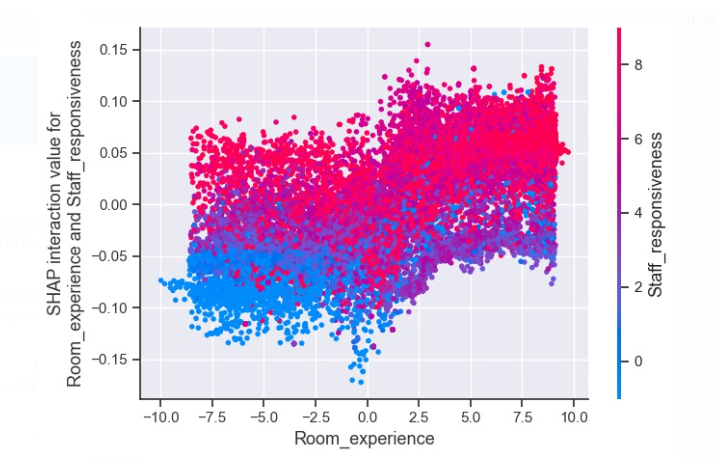 0.15
0.10
0.05
0.00
−0.05
−0.10
−0.15
SHAP interaction value for
Room_experience and Staff_responsiveness
−10.0 −7.5 −5.0 −2.5 0.0 2.5 5.0 7.5 10.0
Room_experience
8
6
4
2
0
Staff_responsiveness